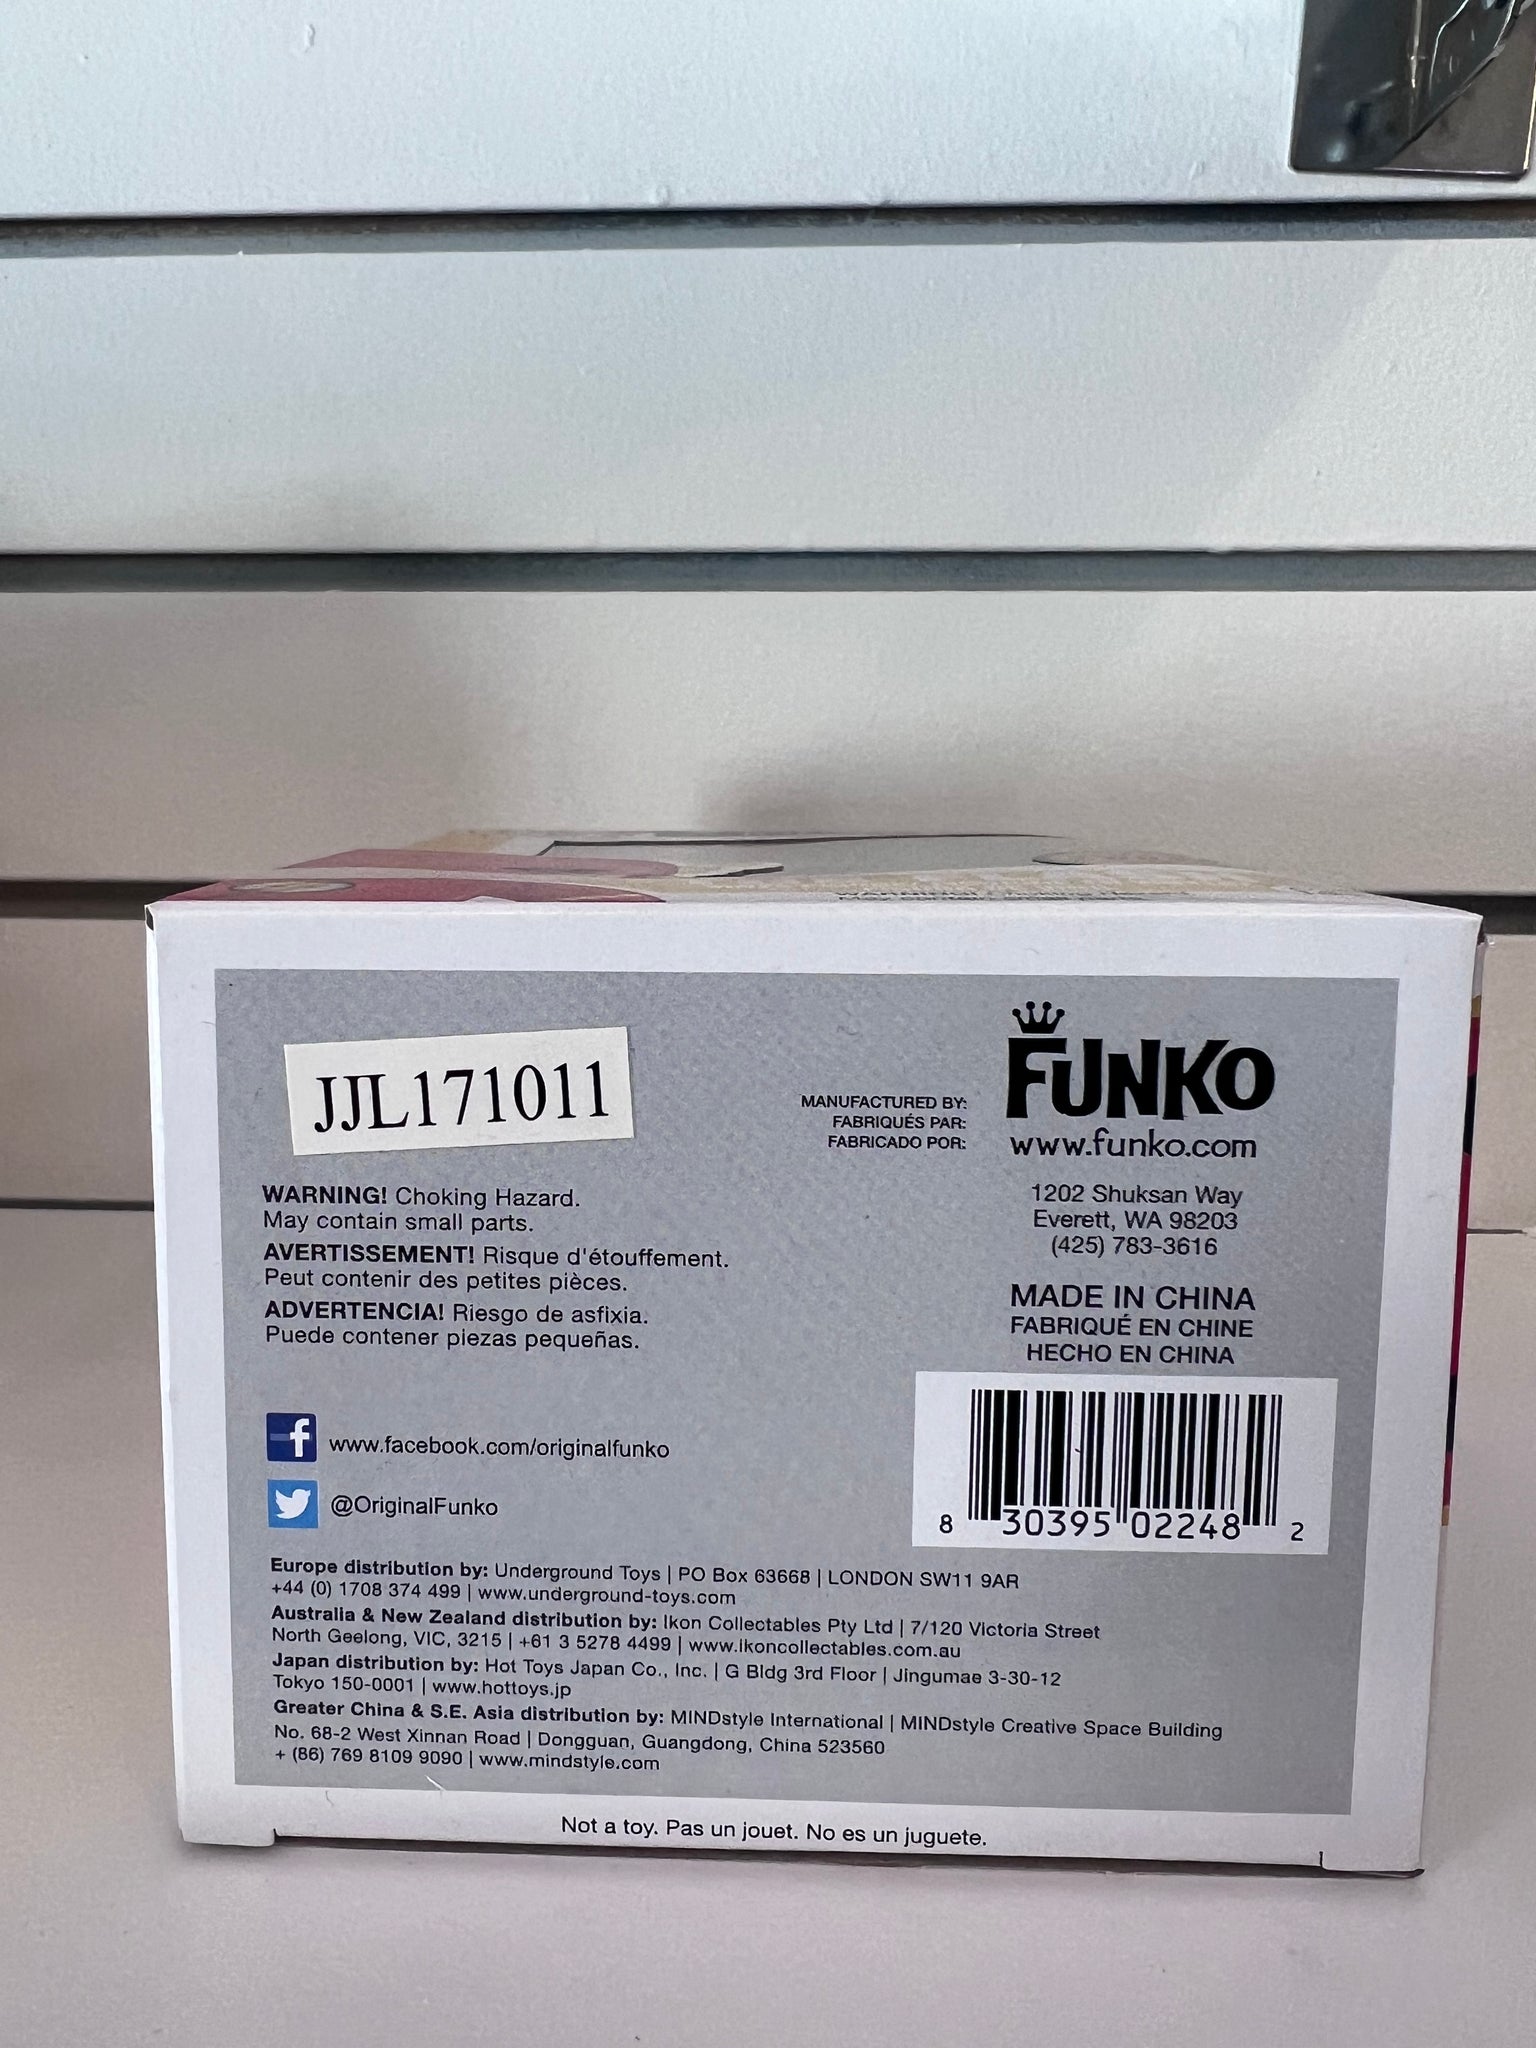 JJL171011
MANUFACTURED BY:
FABRIQUÉS PAR:
FABRICADO POR:
FUNKO
www.funko.com
1202 Shuksan Way
Everett, WA 98203
(425) 783-3616
MADE IN CHINA
FABRIQUÉ EN CHINE
HECHO EN CHINA
WARNING! Choking Hazard.
May contain small parts.
AVERTISSEMENT! Risque d'étouffement.
Peut contenir des petites pièces.
ADVERTENCIA! Riesgo de asfixia.
Puede contener piezas pequeñas.
f www.facebook.com/originalfunko
@OriginalFunko
8 30395 02248 2
Europe distribution by: Underground Toys | PO Box 63668 | LONDON SW11 9AR
+44 (0) 1708 374 499 | www.underground-toys.com
Australia & New Zealand distribution by: Ikon Collectables Pty Ltd | 7/120 Victoria Street
North Geelong, VIC, 3215 | +61 3 5278 4499 | www.ikoncollectables.com.au
Japan distribution by: Hot Toys Japan Co., Inc. | G Bldg 3rd Floor | Jingumae 3-30-12
Tokyo 150-0001 | www.hottoys.jp
Greater China & S.E. Asia distribution by: MINDstyle International | MINDstyle Creative Space Building
No. 68-2 West Xinnan Road | Dongguan, Guangdong, China 523560
+ (86) 769 8109 9090 | www.mindstyle.com
Not a toy. Pas un jouet. No es un juguete.